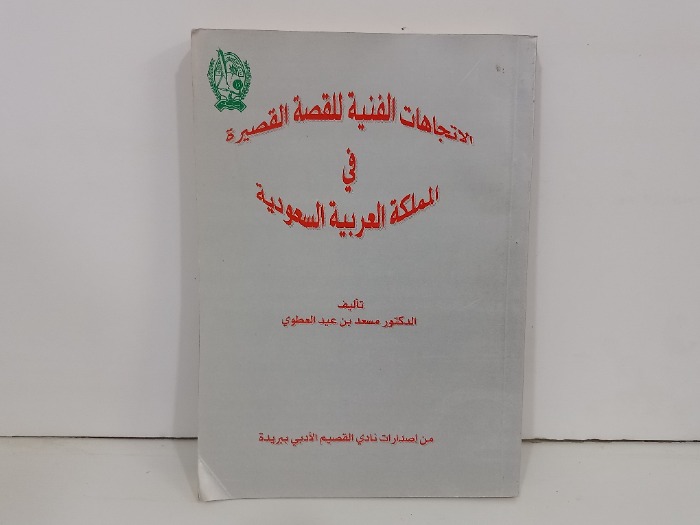 الاتجاهات الفنية للقصة القصيرة
في
المملكة العربية السعودية
تأليف
الدكتور مسعد بن عيد العطوي
من إصدارات نادي القصيم الأدبي ببريدة